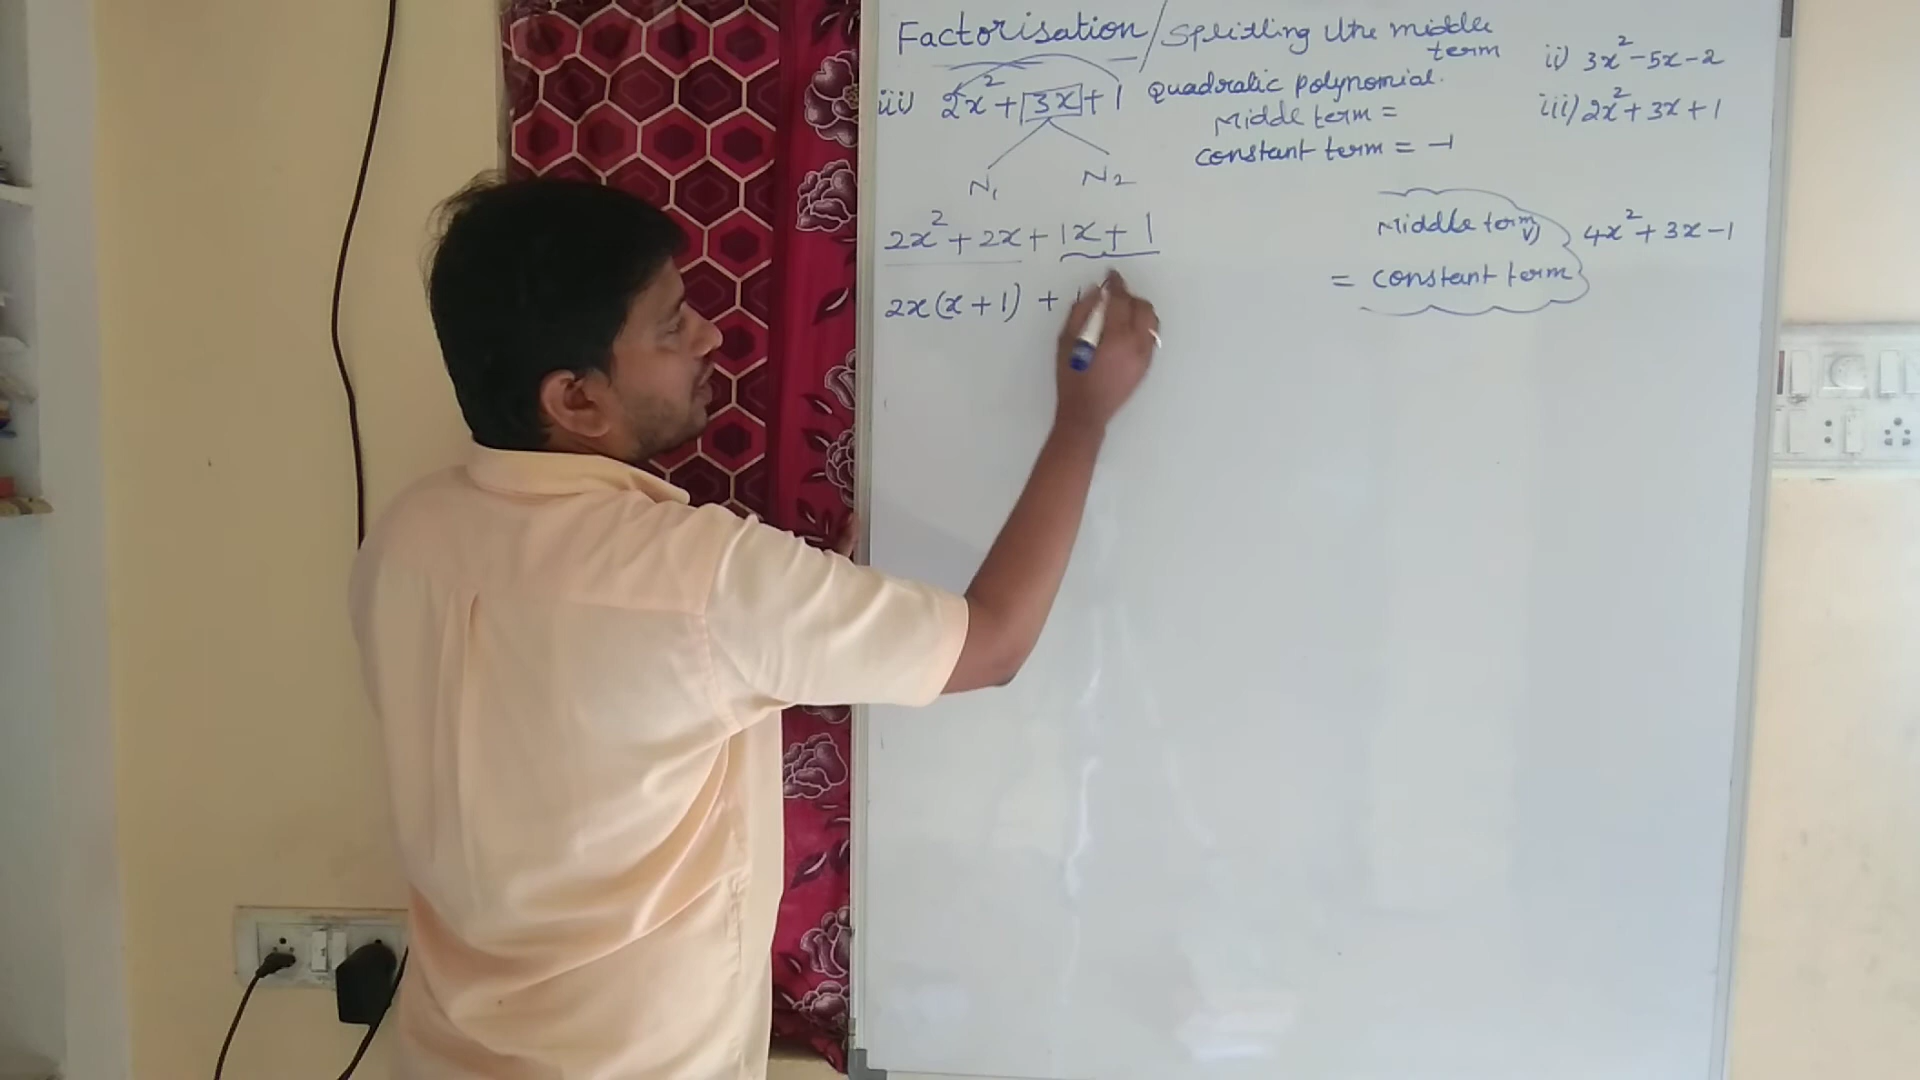 Factorisation / Splitting the middle term
iii) 2x² + 3x + 1
N₁ N₂
2x² + 2x + 1x + 1
2x(x + 1) + 1
Quadratic polynomial.
Middle term =
constant term = -1
Middle term
= constant term
ii) 3x² - 5x - 2
iii) 2x² + 3x + 1
v) 4x² + 3x - 1